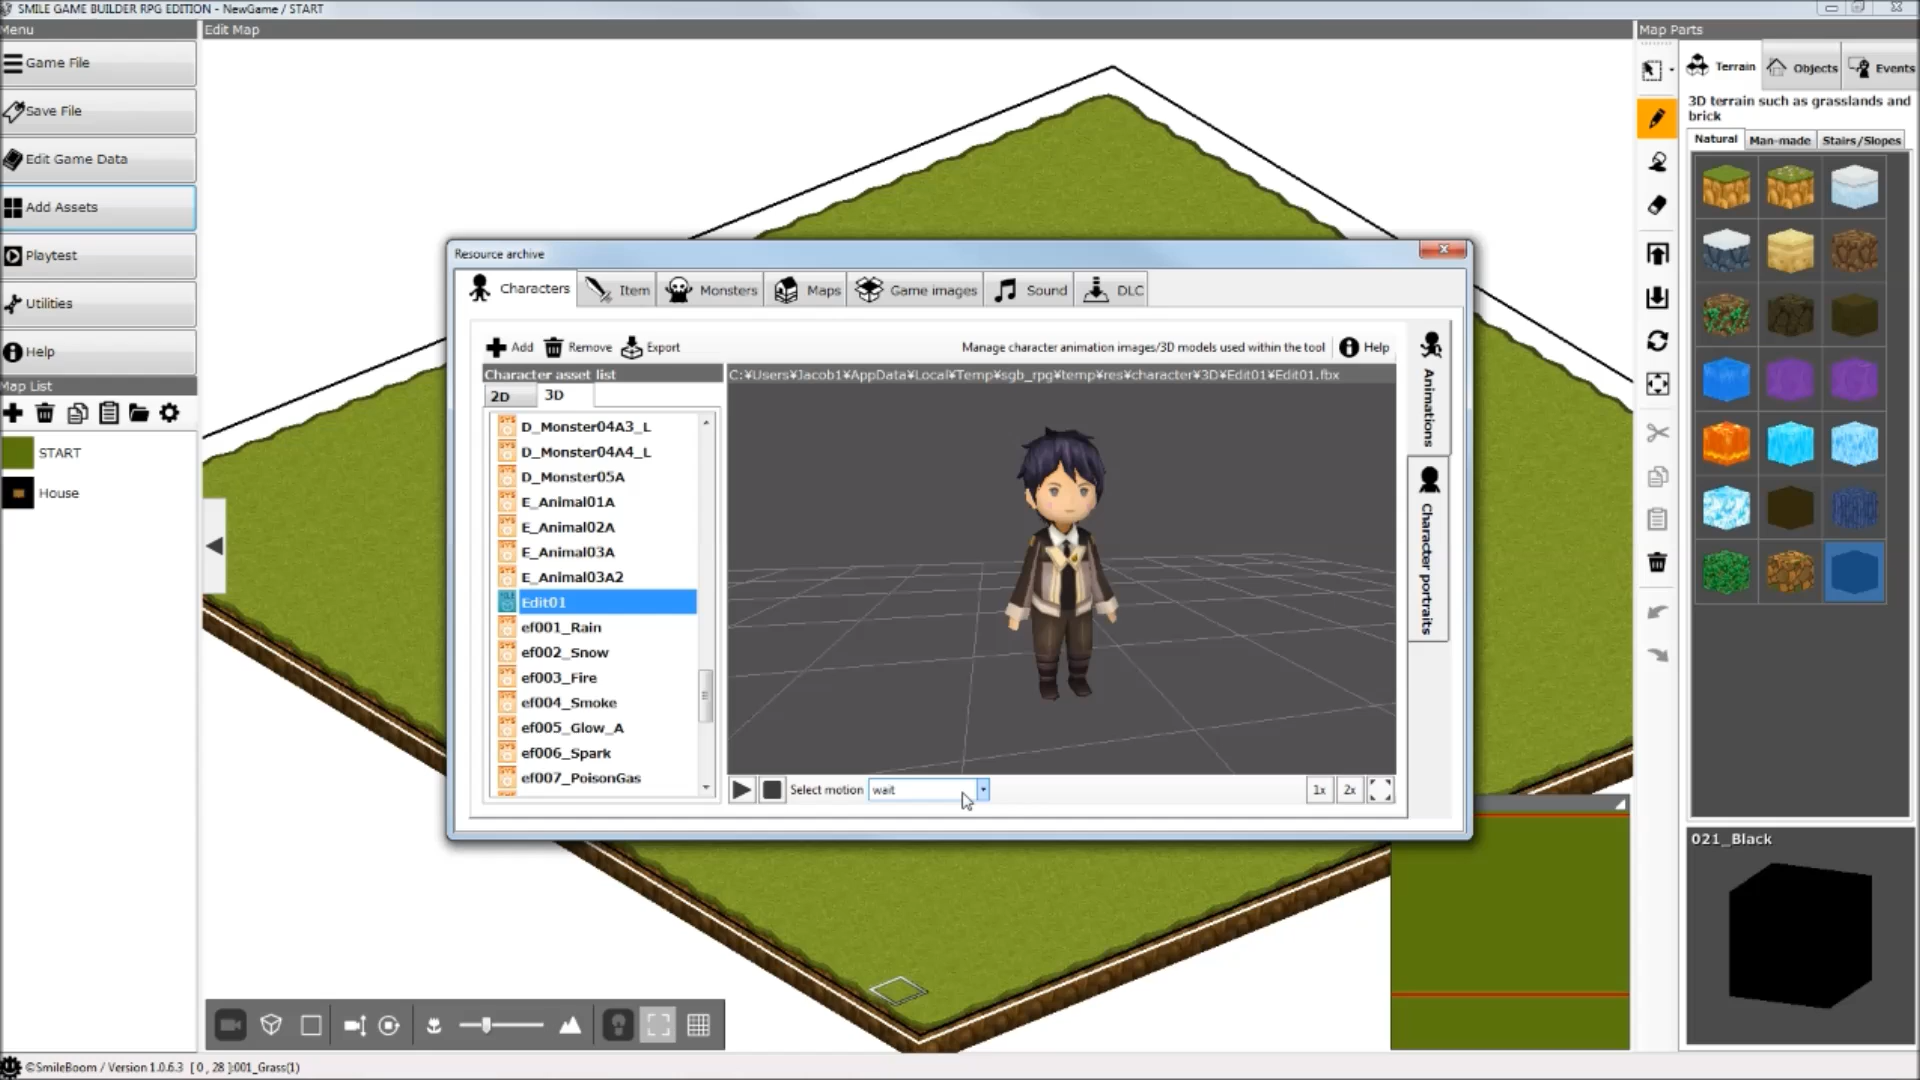 SMILE GAME BUILDER RPG EDITION - NewGame / START
Menu
Game File
Save File
Edit Game Data
Add Assets
Playtest
Utilities
Help
Map List
START
House
Edit Map
Resource archive
Characters
Item
Monsters
Maps
Game images
Sound
DLC
Add
Remove
Export
Manage character animation images/3D models used within the tool
Help
Character asset list
2D
3D
D_Monster04A3_L
D_Monster04A4_L
D_Monster05A
E_Animal01A
E_Animal02A
E_Animal03A
E_Animal03A2
Edit01
ef001_Rain
ef002_Snow
ef003_Fire
ef004_Smoke
ef005_Glow_A
ef006_Spark
ef007_PoisonGas
C:¥Users¥Jacob1¥AppData¥Local¥Temp¥sgb_rpg¥temp¥res¥character¥3D¥Edit01¥Edit01.fbx
Select motion
wait
1x
2x
Animations
Character portraits
Map Parts
Terrain
Objects
Events
3D terrain such as grasslands and
brick
Natural
Man-made
Stairs/Slopes
021_Black
©SmileBoom / Version 1.0.6.3 [ 0 , 28 ]:001_Grass(1)